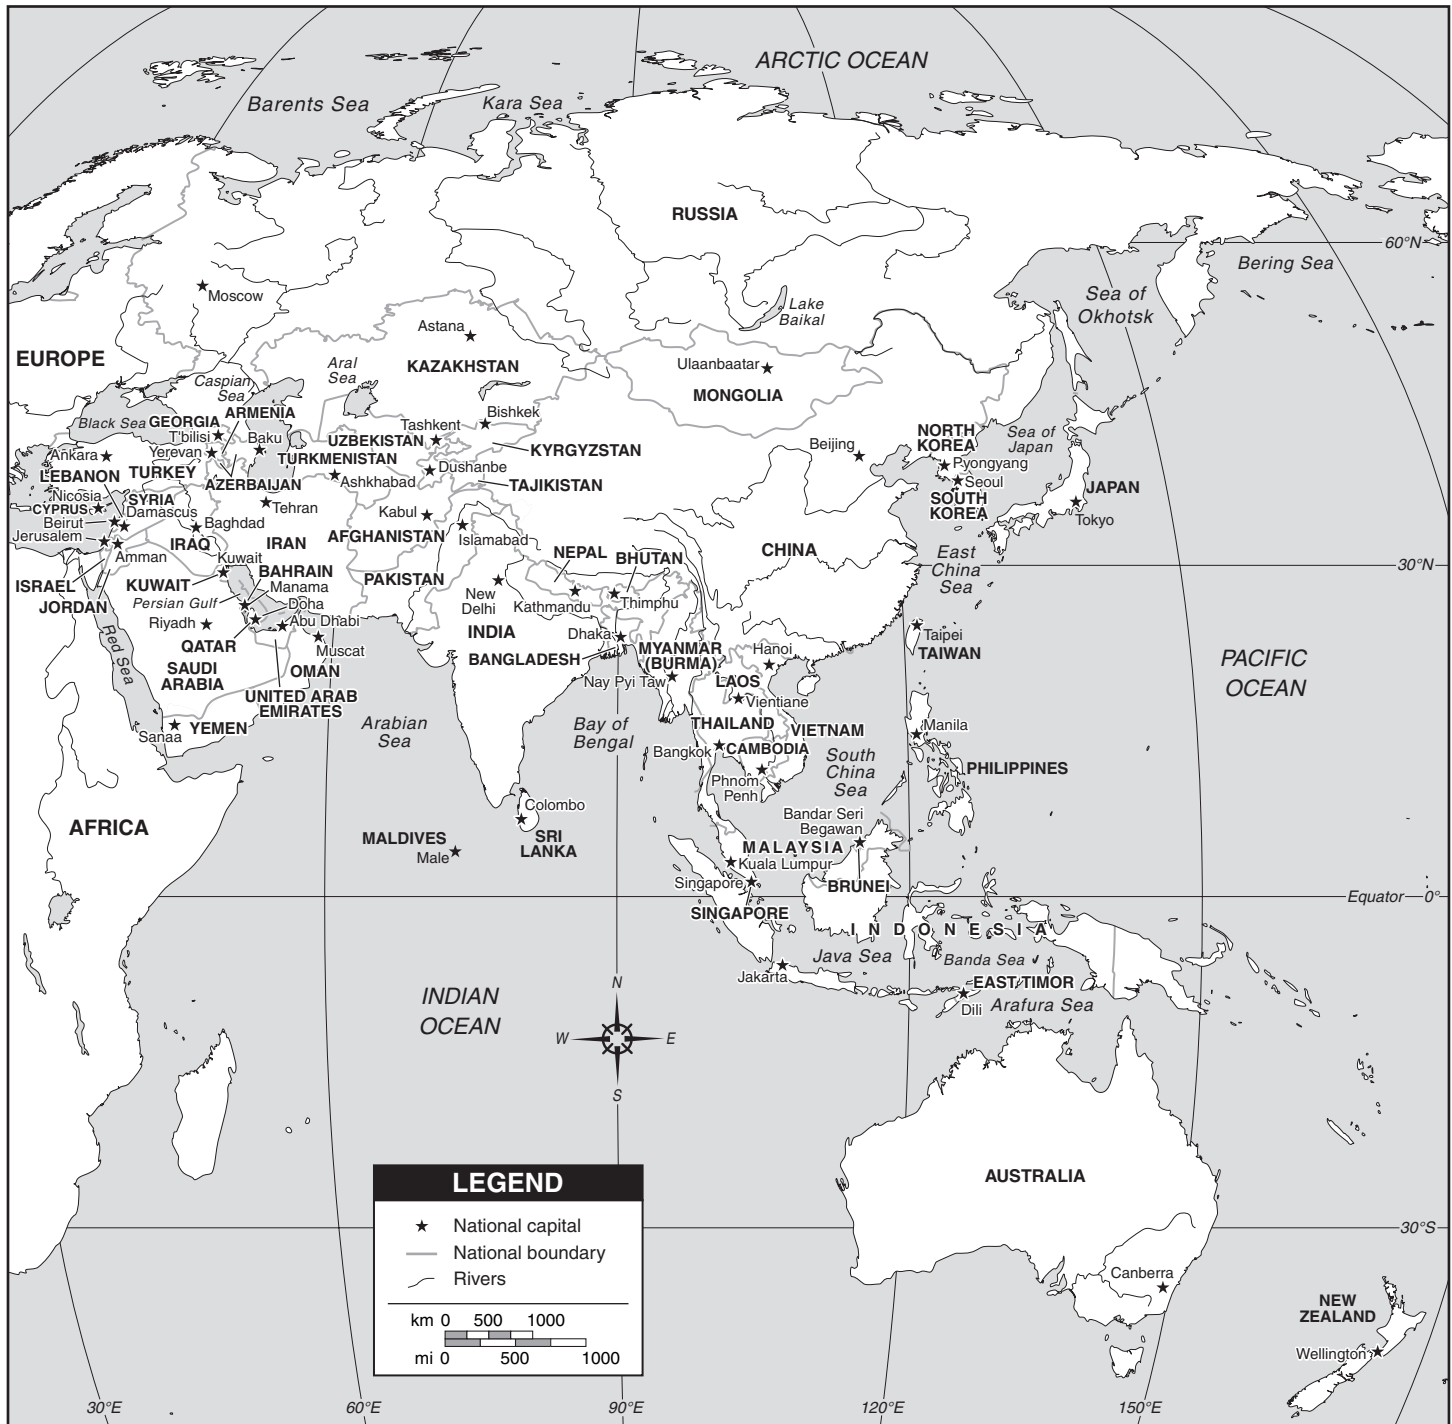 ARCTIC OCEAN
Barents Sea
Kara Sea
RUSSIA
60°N
Bering Sea
Sea of
Okhotsk
Moscow
Lake
Baikal
Astana
EUROPE
Aral
Sea
KAZAKHSTAN
Ulaanbaatar
MONGOLIA
Caspian
Sea
ARMENIA
Black Sea
GEORGIA
T'bilisi
Baku
Tashkent
Bishkek
UZBEKISTAN
KYRGYZSTAN
Beijing
NORTH
KOREA
Sea of
Japan
Ankara
Yerevan
TURKMENISTAN
Dushanbe
Pyongyang
LEBANON
TURKEY
AZERBAIJAN
Ashkhabad
TAJIKISTAN
Seoul
JAPAN
Nicosia
CYPRUS
SYRIA
Damascus
Tehran
Kabul
SOUTH
KOREA
Tokyo
Beirut
Baghdad
Jerusalem
Amman
IRAQ
IRAN
AFGHANISTAN
Islamabad
NEPAL
BHUTAN
CHINA
East
China
Sea
30°N
Kuwait
ISRAEL
KUWAIT
BAHRAIN
PAKISTAN
JORDAN
Manama
Persian Gulf
Doha
New
Delhi
Kathmandu
Thimphu
Riyadh
Abu Dhabi
QATAR
Muscat
INDIA
Dhaka
Taipei
TAIWAN
Red Sea
SAUDI
ARABIA
OMAN
BANGLADESH
MYANMAR
(BURMA)
Hanoi
PACIFIC
OCEAN
UNITED ARAB
EMIRATES
Nay Pyi Taw
LAOS
Vientiane
Sanaa
YEMEN
Arabian
Sea
Bay of
Bengal
THAILAND
VIETNAM
Manila
Bangkok
CAMBODIA
South
China
Sea
PHILIPPINES
Phnom
Penh
Colombo
Bandar Seri
Begawan
AFRICA
MALDIVES
Male
SRI
LANKA
MALAYSIA
Kuala Lumpur
Singapore
BRUNEI
Equator
0°
SINGAPORE
INDONESIA
Java Sea
Banda Sea
Jakarta
EAST TIMOR
Dili
Arafura Sea
INDIAN
OCEAN
N
W
E
S
AUSTRALIA
LEGEND
National capital
National boundary
Rivers
km 0 500 1000
mi 0 500 1000
30°S
Canberra
NEW
ZEALAND
Wellington
30°E
60°E
90°E
120°E
150°E